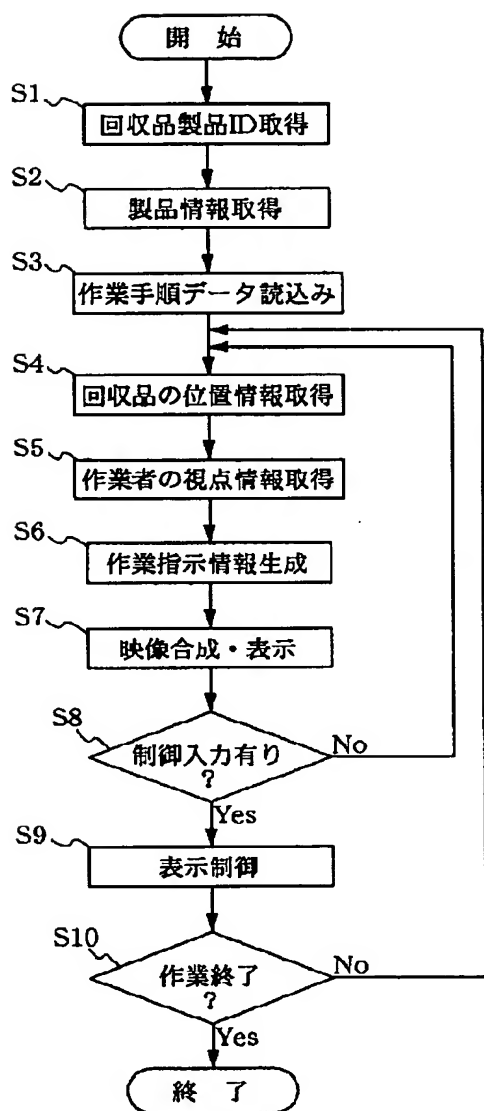 開 始
S1
回収品製品ID取得
S2
製品情報取得
S3
作業手順データ読込み
S4
回収品の位置情報取得
S5
作業者の視点情報取得
S6
作業指示情報生成
S7
映像合成・表示
S8
制御入力有り
?
No
Yes
S9
表示制御
S10
作業終了
?
No
Yes
終 了